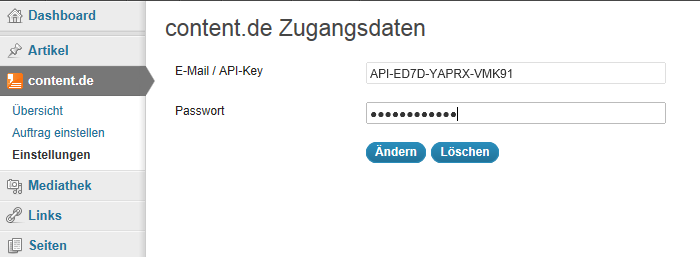 Dashboard
Artikel
content.de
Übersicht
Auftrag einstellen
Einstellungen
Mediathek
Links
Seiten
content.de Zugangsdaten
E-Mail / API-Key
API-ED7D-YAPRX-VMK91
Passwort
●●●●●●●●●●●●
Ändern
Löschen